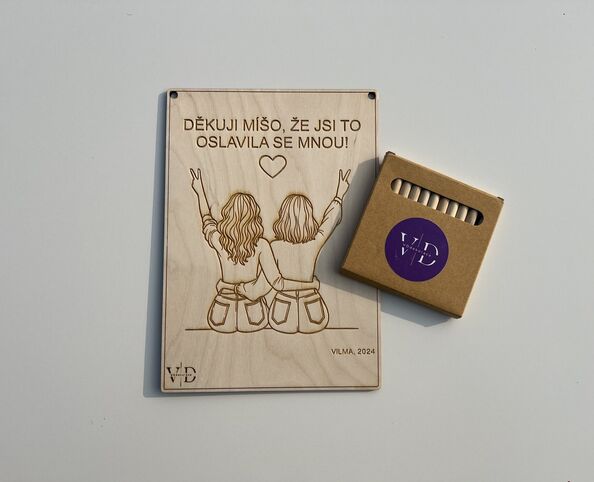 DĚKUJI MÍŠO, ŽE JSI TO
OSLAVILA SE MNOU!
VILMA, 2024
V|D
V|D